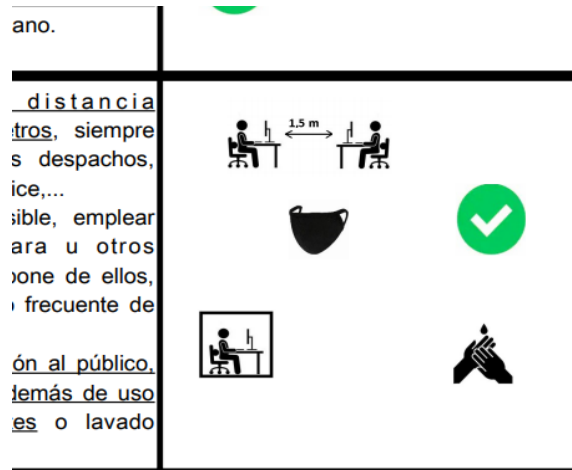 ano.
distancia
tros, siempre
s despachos,
ice,...
sible, emplear
ara u otros
pone de ellos,
frecuente de
ón al público,
demás de uso
es o lavado
1,5 m